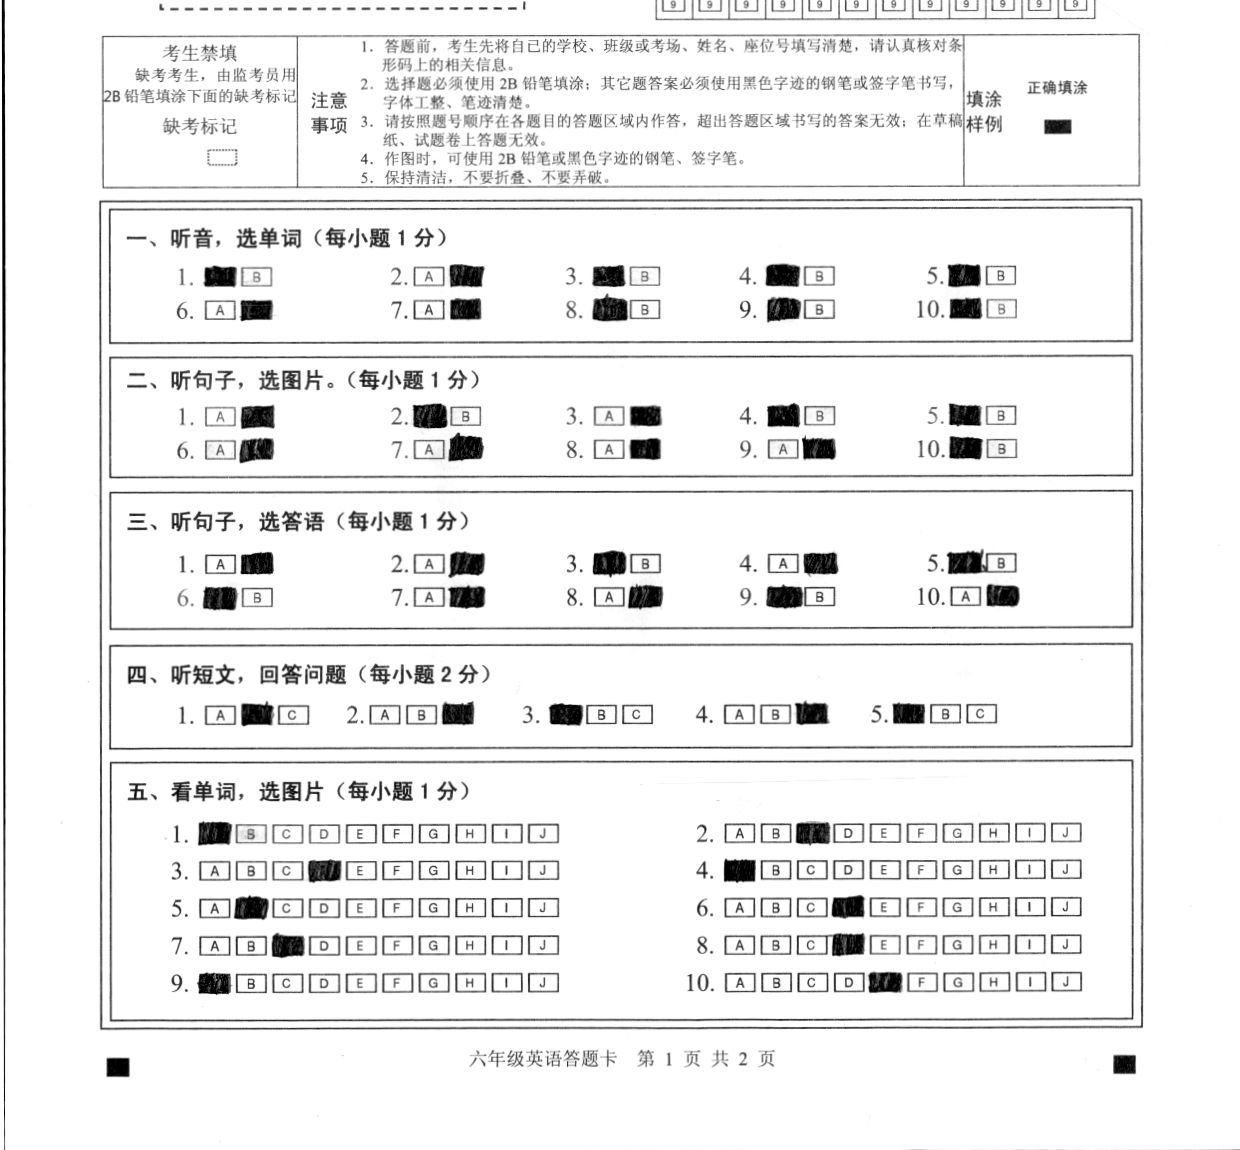 9 9 9 9 9 9 9 9 9 9 9 9
考生禁填
缺考考生，由监考员用
2B 铅笔填涂下面的缺考标记
缺考标记
注意
事项
1. 答题前，考生先将自己的学校、班级或考场、姓名、座位号填写清楚，请认真核对条
形码上的相关信息。
2. 选择题必须使用 2B 铅笔填涂；其它题答案必须使用黑色字迹的钢笔或签字笔书写，
字体工整、笔迹清楚。
3. 请按照题号顺序在各题目的答题区域内作答，超出答题区域书写的答案无效；在草稿
纸、试题卷上答题无效。
4. 作图时，可使用 2B 铅笔或黑色字迹的钢笔、签字笔。
5. 保持清洁，不要折叠、不要弄破。
填涂
样例
正确填涂
一、听音，选单词（每小题 1 分）
1. B 2. A 3. B 4. B 5. B
6. A 7. A 8. B 9. B 10. B
二、听句子，选图片。（每小题 1 分）
1. A 2. B 3. A 4. B 5. B
6. A 7. A 8. A 9. A 10. B
三、听句子，选答语（每小题 1 分）
1. A 2. A 3. B 4. A 5. B
6. B 7. A 8. A 9. B 10. A
四、听短文，回答问题（每小题 2 分）
1. A C 2. A B 3. B C 4. A B 5. B C
五、看单词，选图片（每小题 1 分）
1. B C D E F G H I J 2. A B D E F G H I J
3. A B C E F G H I J 4. B C D E F G H I J
5. A C D E F G H I J 6. A B C E F G H I J
7. A B D E F G H I J 8. A B C E F G H I J
9. B C D E F G H I J 10. A B C D F G H I J
六年级英语答题卡 第 1 页 共 2 页